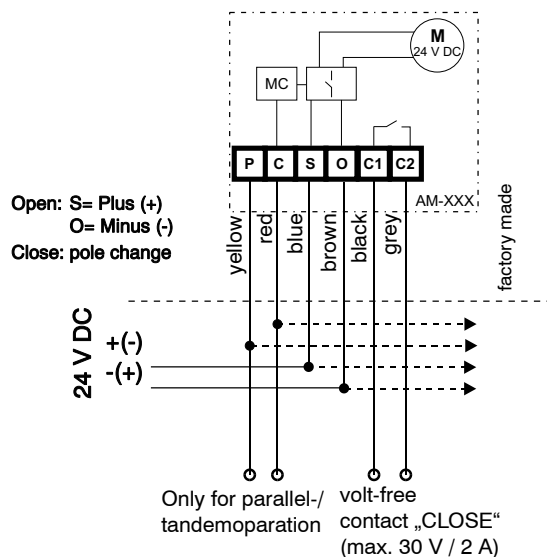 M
24 V DC
MC
P C S O C1 C2
AM-XXX
Open: S= Plus (+)
O= Minus (-)
Close: pole change
yellow
red
blue
brown
black
grey
factory made
24 V DC
+(-)
-(+)
Only for parallel-/
tandemoparation
volt-free
contact „CLOSE“
(max. 30 V / 2 A)